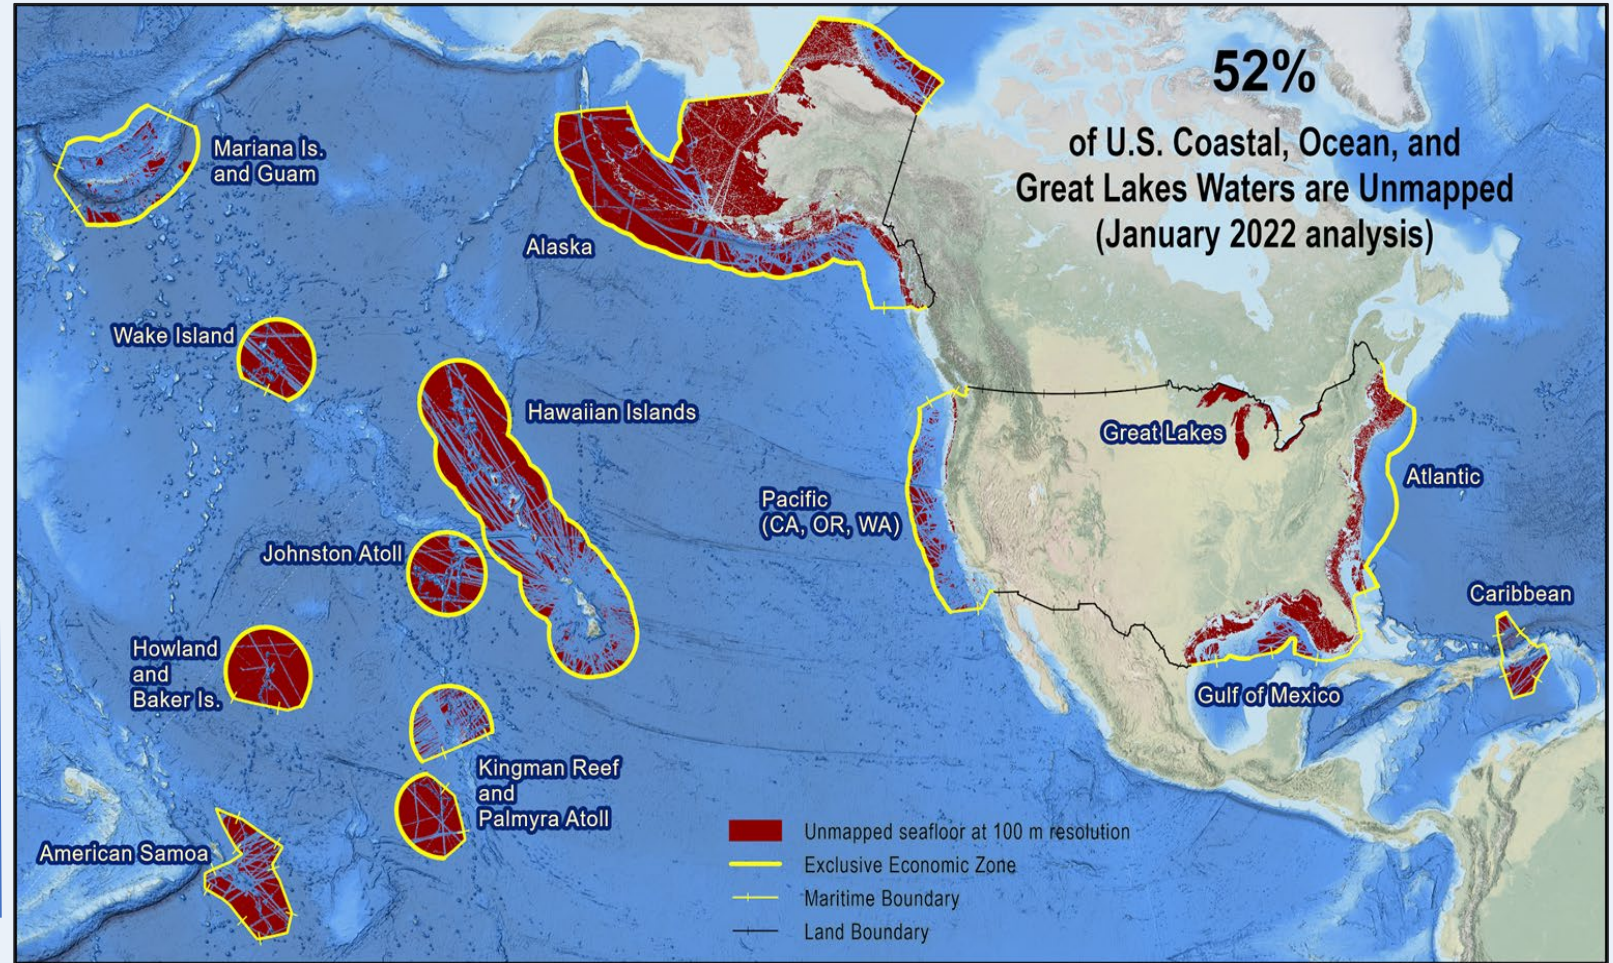 52%
of U.S. Coastal, Ocean, and
Great Lakes Waters are Unmapped
(January 2022 analysis)
Mariana Is.
and Guam
Alaska
Wake Island
Hawaiian Islands
Great Lakes
Atlantic
Pacific
(CA, OR, WA)
Johnston Atoll
Caribbean
Howland
and
Baker Is.
Gulf of Mexico
Kingman Reef
and
Palmyra Atoll
American Samoa
Unmapped seafloor at 100 m resolution
Exclusive Economic Zone
Maritime Boundary
Land Boundary